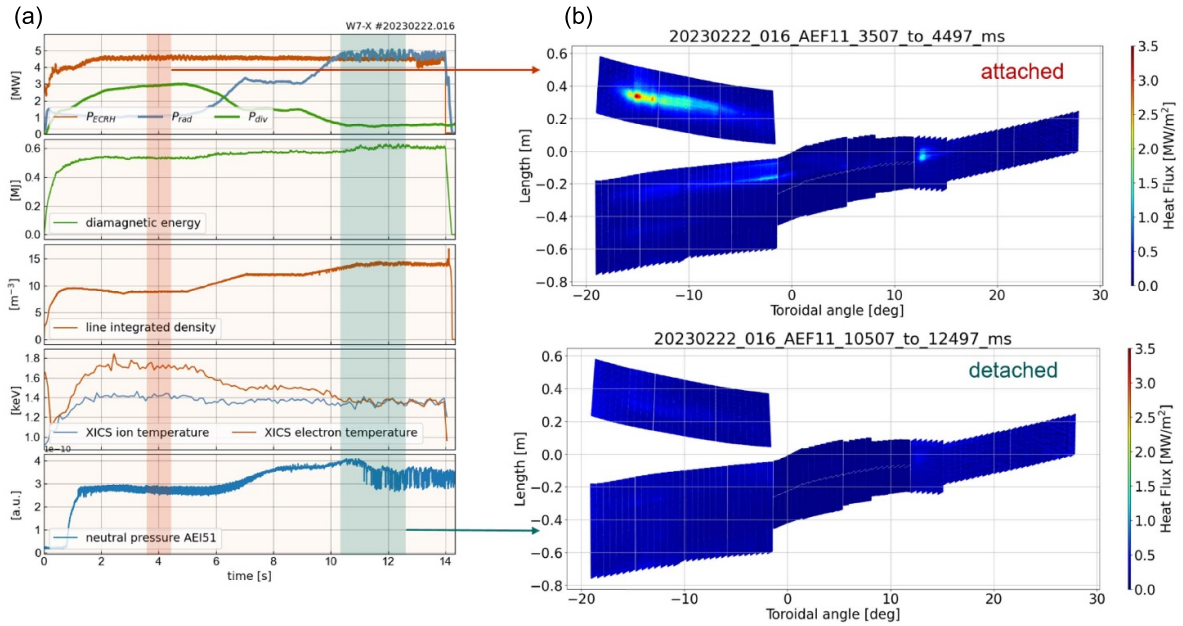 (a)
W7-X #20230222.016
5
4
3
2
1
0
[MW]
P_ECRH P_rad P_div
0.6
0.4
0.2
0.0
[MJ]
diamagnetic energy
15
10
5
0
[m⁻³]
line integrated density
1.8
1.6
1.4
1.2
1.0
[keV]
XICS ion temperature XICS electron temperature
1e−10
4
3
2
1
0
[a.u.]
neutral pressure AEI51
0 2 4 6 8 10 12 14
time [s]
(b)
20230222_016_AEF11_3507_to_4497_ms
attached
0.6
0.4
0.2
0.0
−0.2
−0.4
−0.6
−0.8
Length [m]
−20 −10 0 10 20 30
Toroidal angle [deg]
3.5
3.0
2.5
2.0
1.5
1.0
0.5
0.0
Heat Flux [MW/m²]
20230222_016_AEF11_10507_to_12497_ms
detached
0.6
0.4
0.2
0.0
−0.2
−0.4
−0.6
−0.8
Length [m]
−20 −10 0 10 20 30
Toroidal angle [deg]
3.5
3.0
2.5
2.0
1.5
1.0
0.5
0.0
Heat Flux [MW/m²]